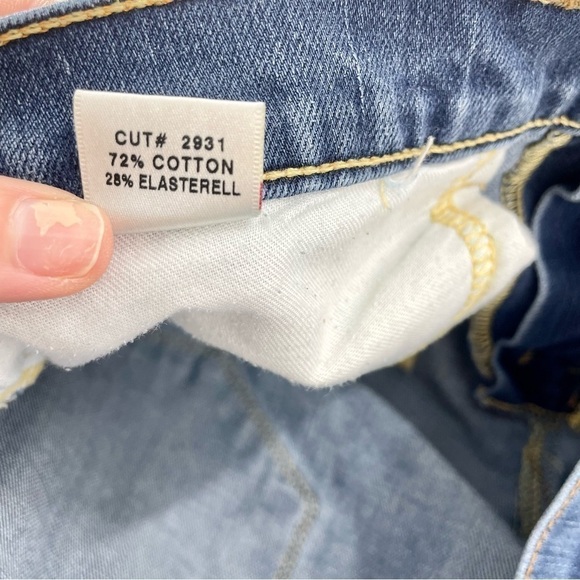 CUT# 2931
72% COTTON
28% ELASTERELL